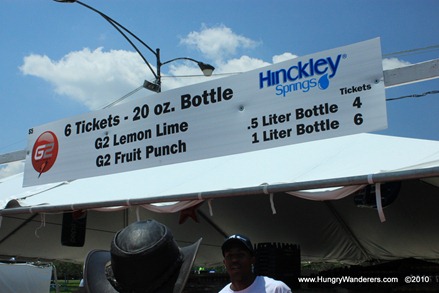 6 Tickets - 20 oz. Bottle
G2 Lemon Lime
G2 Fruit Punch
G2
Hinckley
Springs
Tickets
.5 Liter Bottle 4
1 Liter Bottle 6
www.HungryWanderers.com ©2010